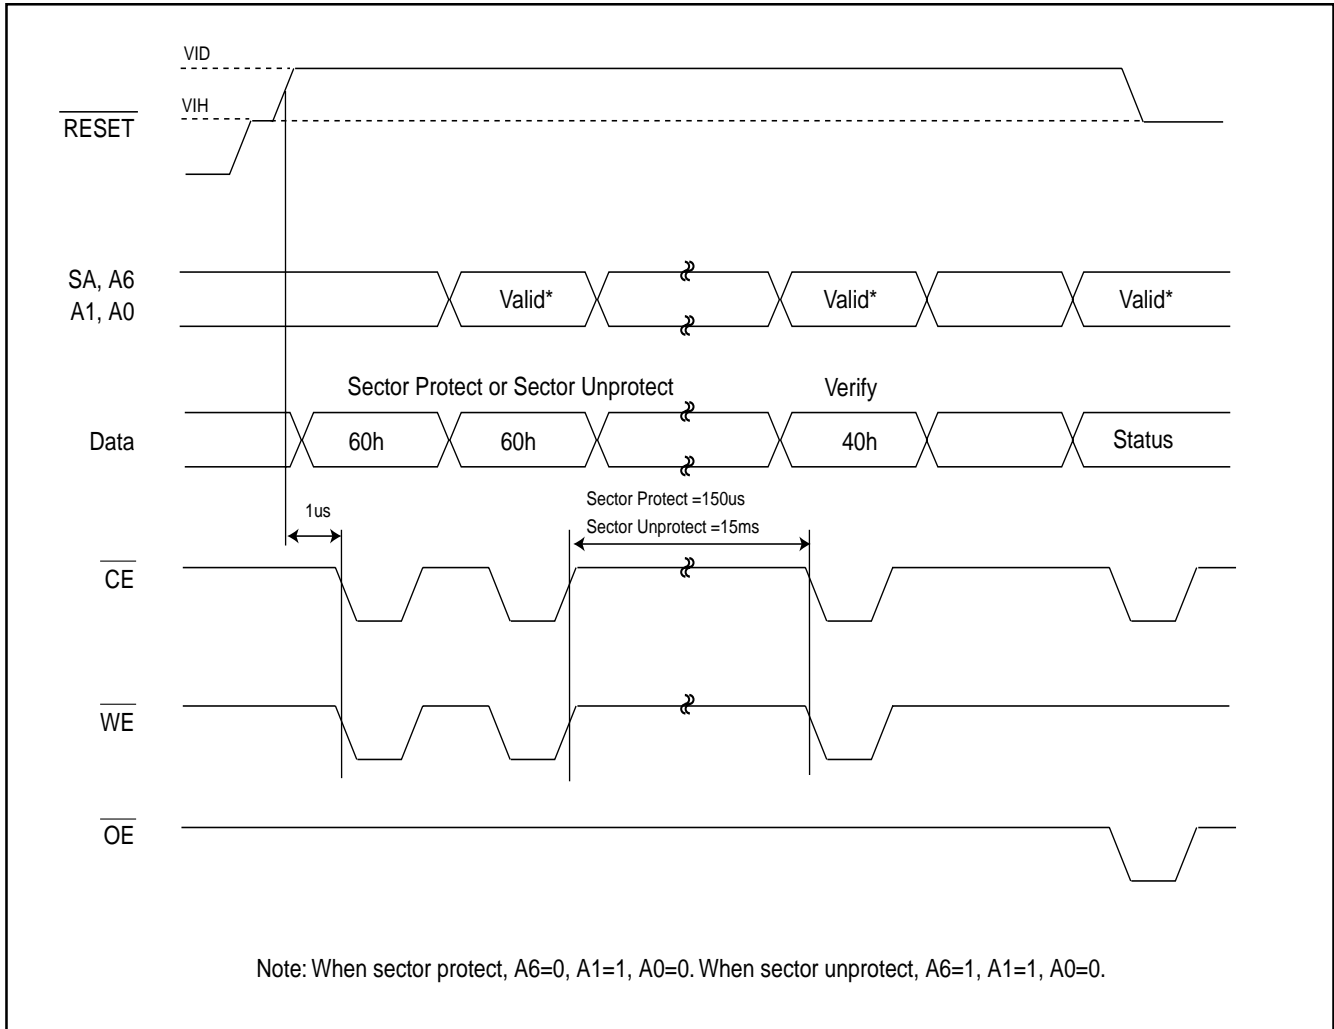 VID
VIH
RESET
SA, A6
A1, A0
Valid*
Valid*
Valid*
Sector Protect or Sector Unprotect
Verify
Data
60h
60h
40h
Status
1us
Sector Protect =150us
Sector Unprotect =15ms
CE
WE
OE
Note: When sector protect, A6=0, A1=1, A0=0. When sector unprotect, A6=1, A1=1, A0=0.